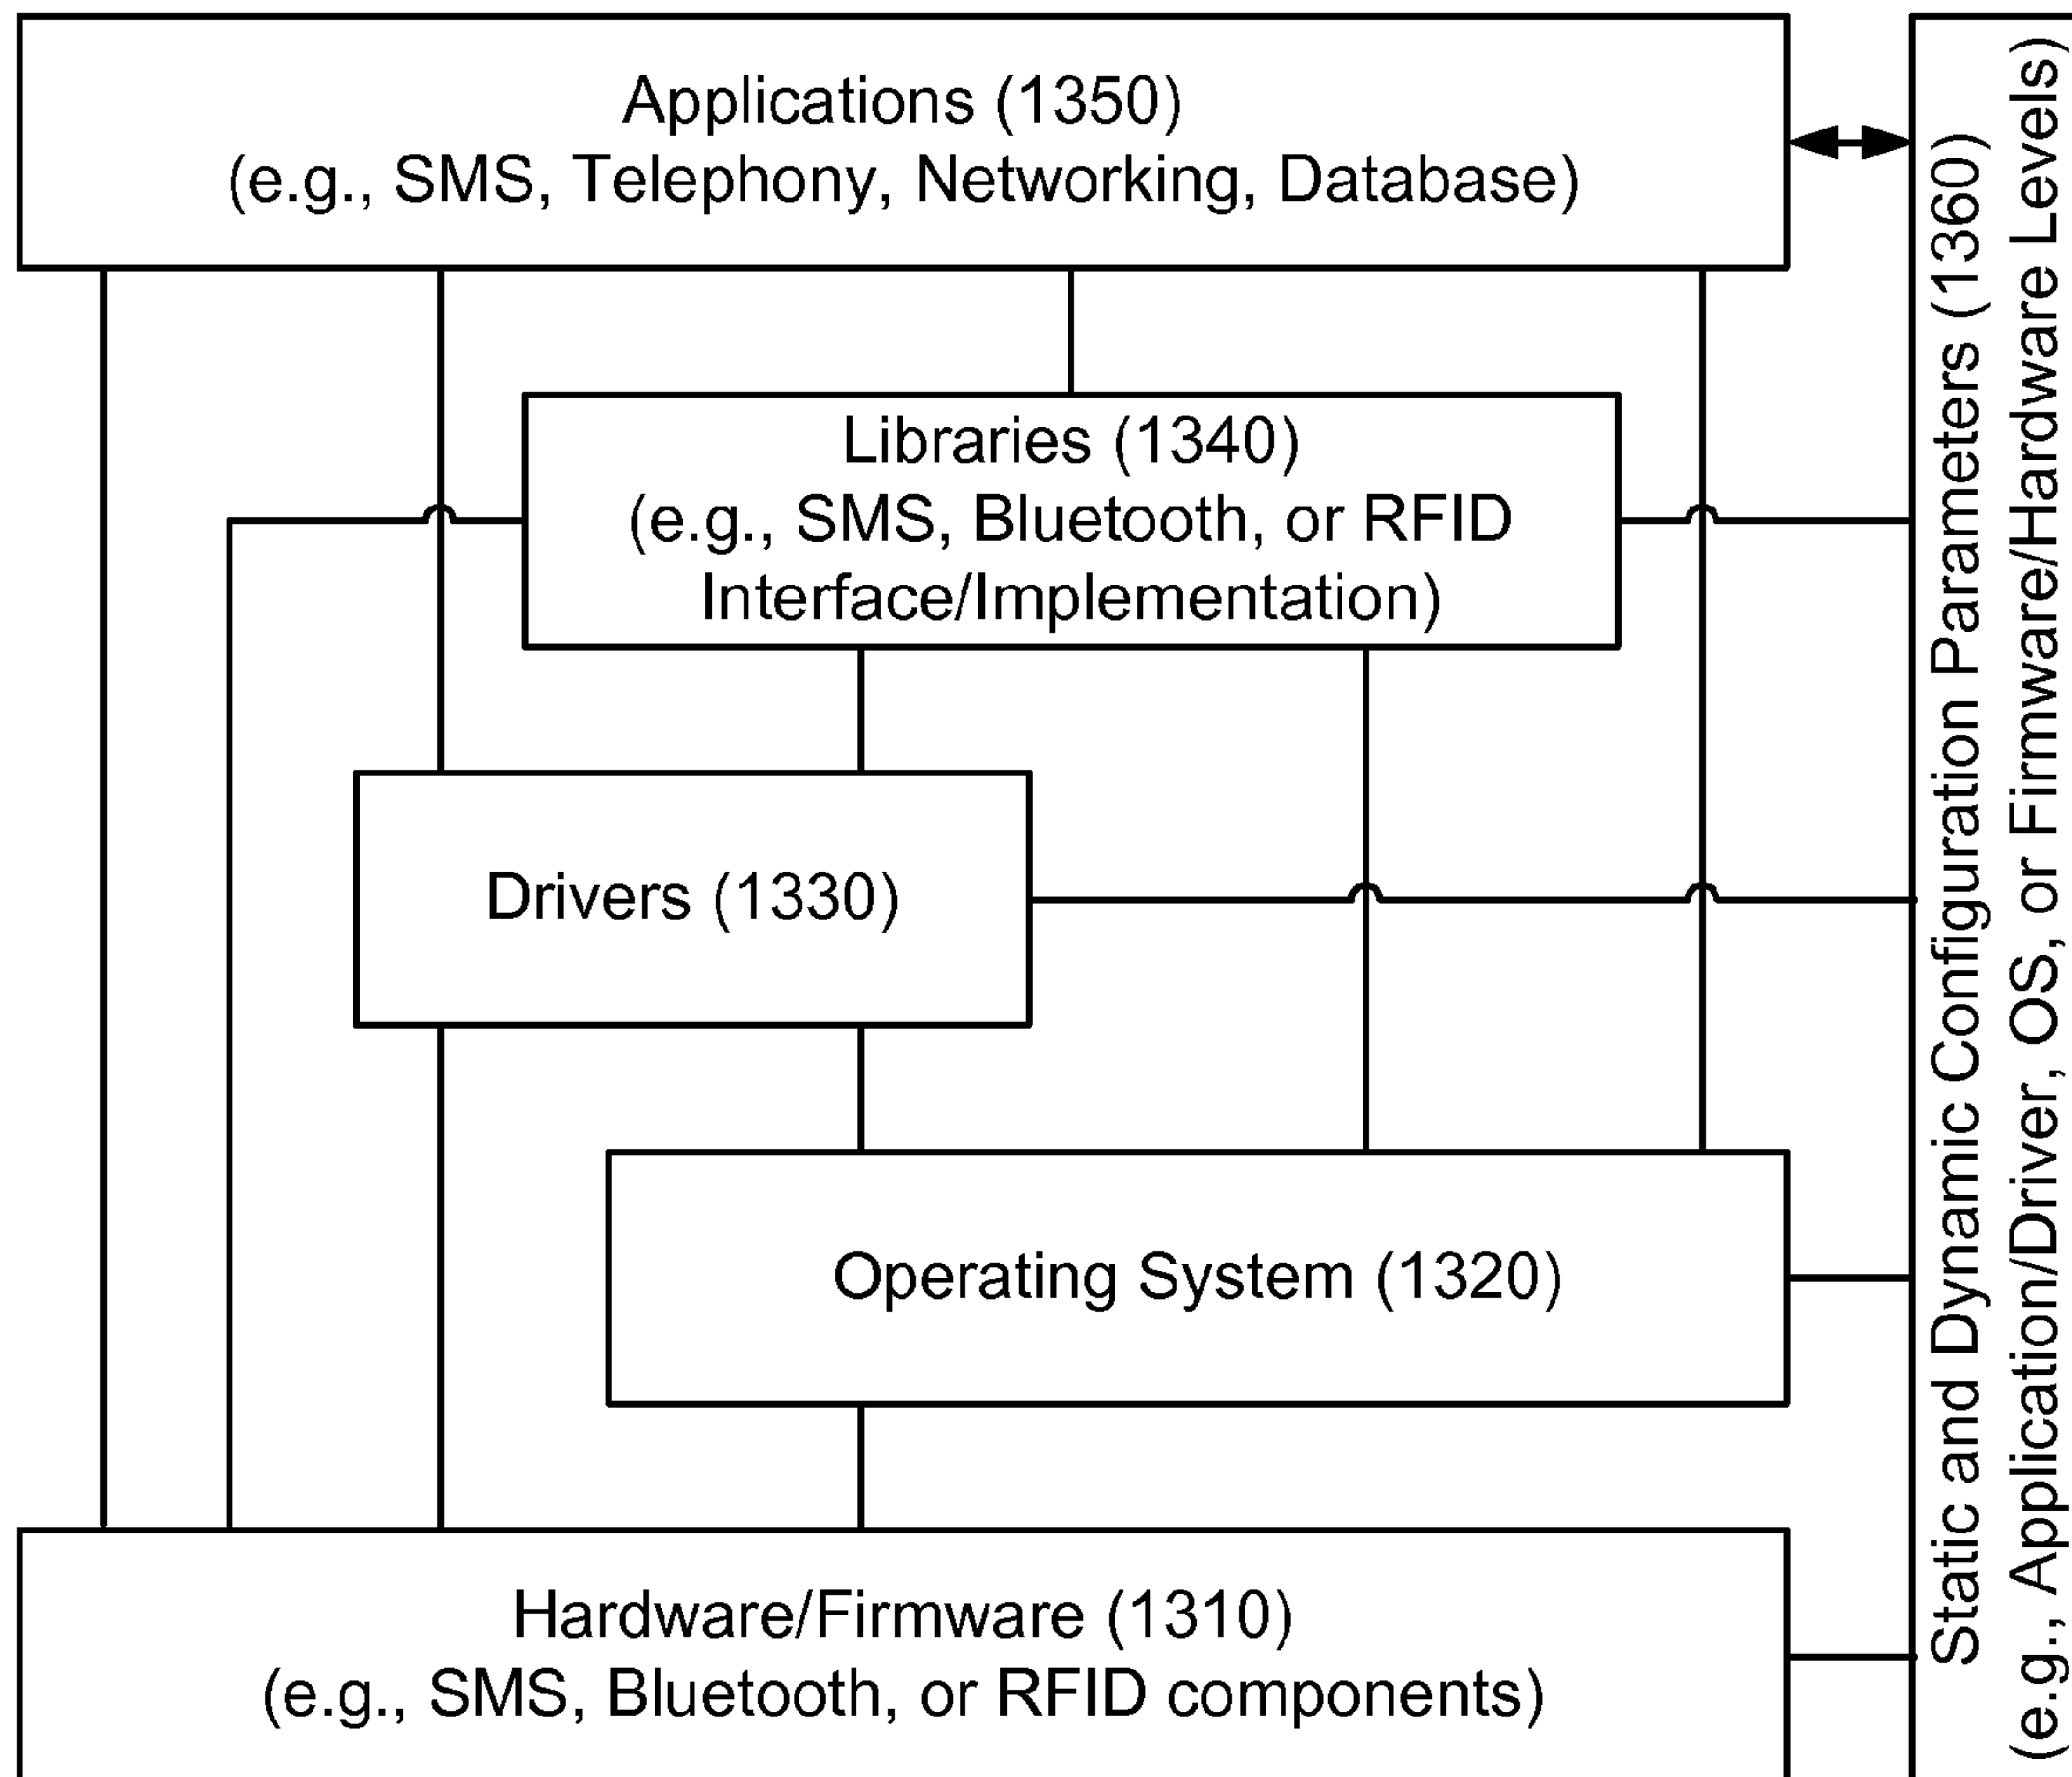 Applications (1350)
(e.g., SMS, Telephony, Networking, Database)
Libraries (1340)
(e.g., SMS, Bluetooth, or RFID
Interface/Implementation)
Drivers (1330)
Operating System (1320)
Hardware/Firmware (1310)
(e.g., SMS, Bluetooth, or RFID components)
Static and Dynamic Configuration Parameters (1360)
(e.g., Application/Driver, OS, or Firmware/Hardware Levels)